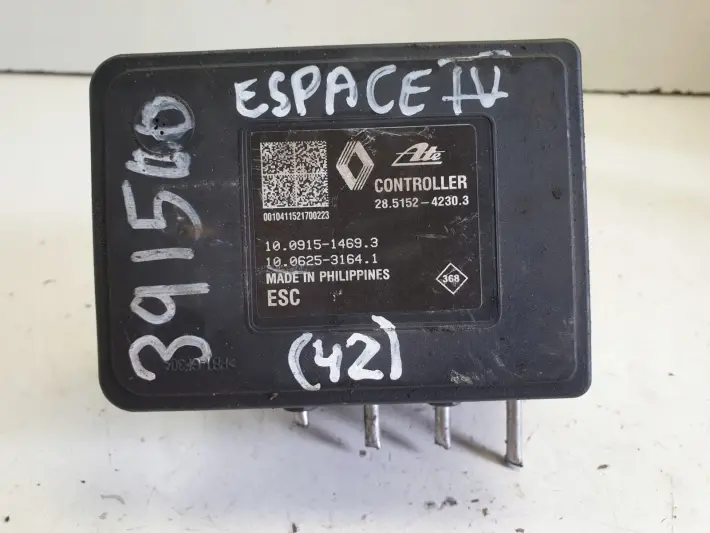 ESPACE IV
Ate
CONTROLLER
28.5152-4230.3
0010411521700223
10.0915-1469.3
10.0625-3164.1
MADE IN PHILIPPINES
ESC
368
(42)